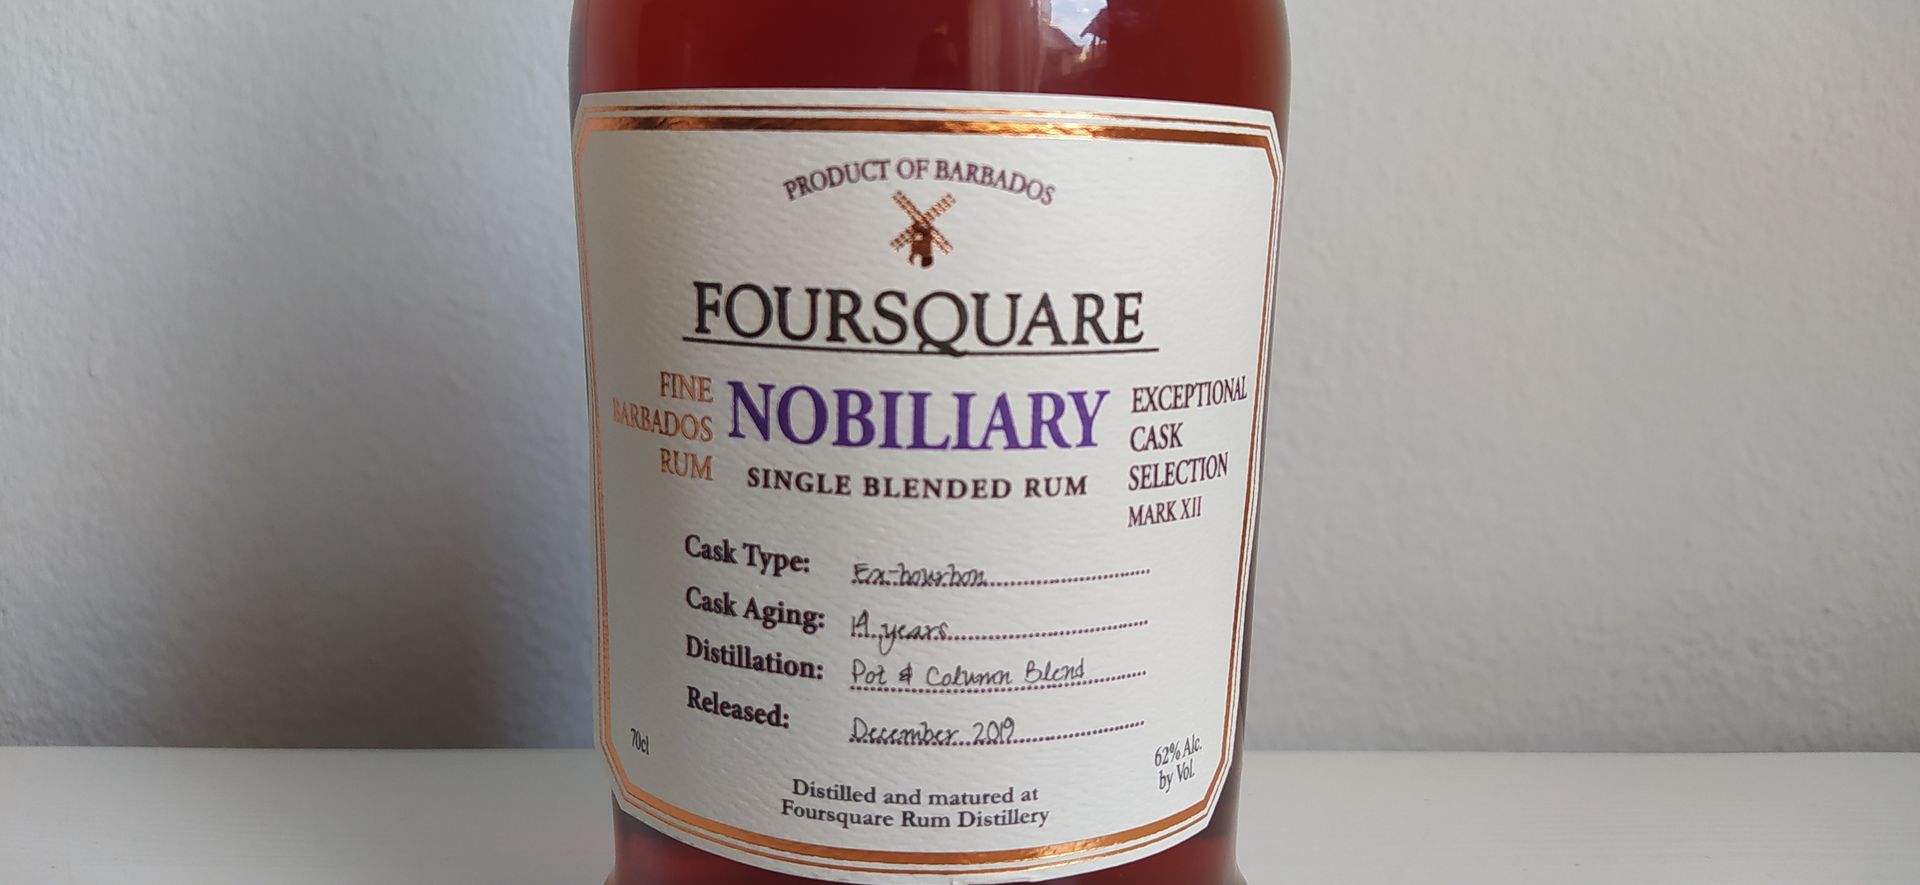 PRODUCT OF BARBADOS
FOURSQUARE
FINE
BARBADOS
RUM
NOBILIARY
SINGLE BLENDED RUM
EXCEPTIONAL
CASK
SELECTION
MARK XII
Cask Type: Ex-bourbon
Cask Aging: 14 years
Distillation: Pot & Column Blend
Released: December 2019
70cl
62% Alc.
by Vol.
Distilled and matured at
Foursquare Rum Distillery